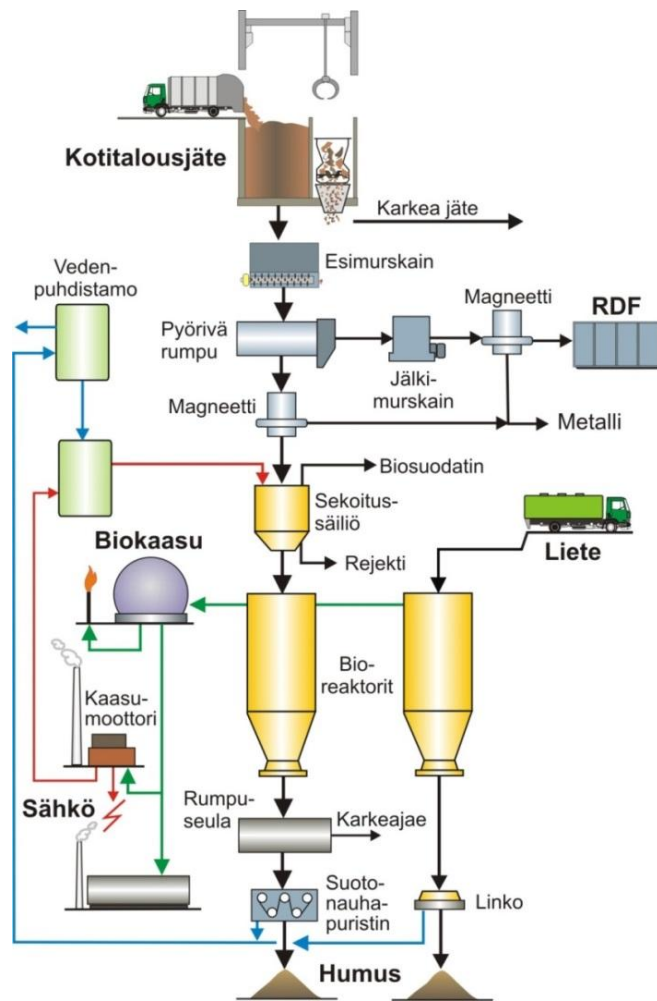 Kotitalousjäte
Karkea jäte
Esimurskain
Veden-
puhdistamo
Magneetti
RDF
Pyörivä
rumpu
Jälki-
murskain
Magneetti
Metalli
Biosuodatin
Sekoitus-
säiliö
Liete
Rejekti
Biokaasu
Bio-
reaktorit
Kaasu-
moottori
Sähkö
Rumpu-
seula
Karkeajae
Suoto-
nauha-
puristin
Linko
Humus